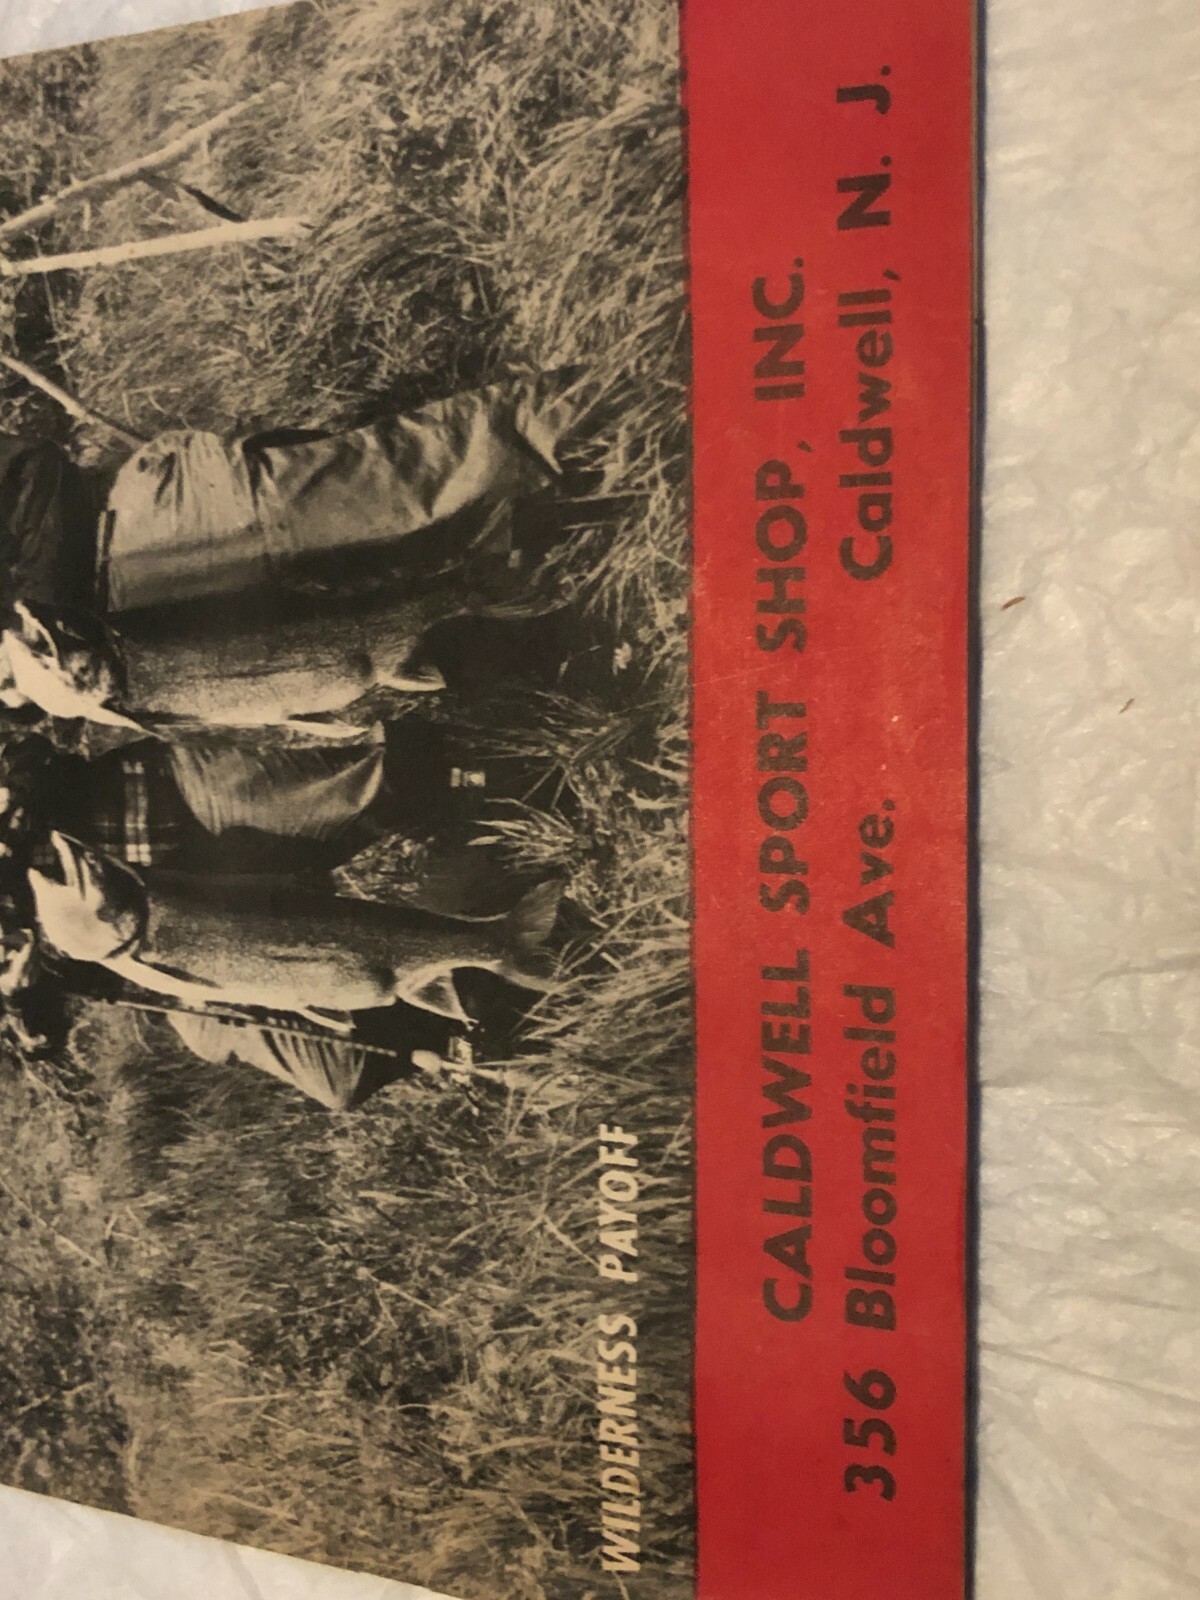 WILDERNESS PAYOFF
CALDWELL SPORT SHOP, INC.
356 Bloomfield Ave. Caldwell, N. J.